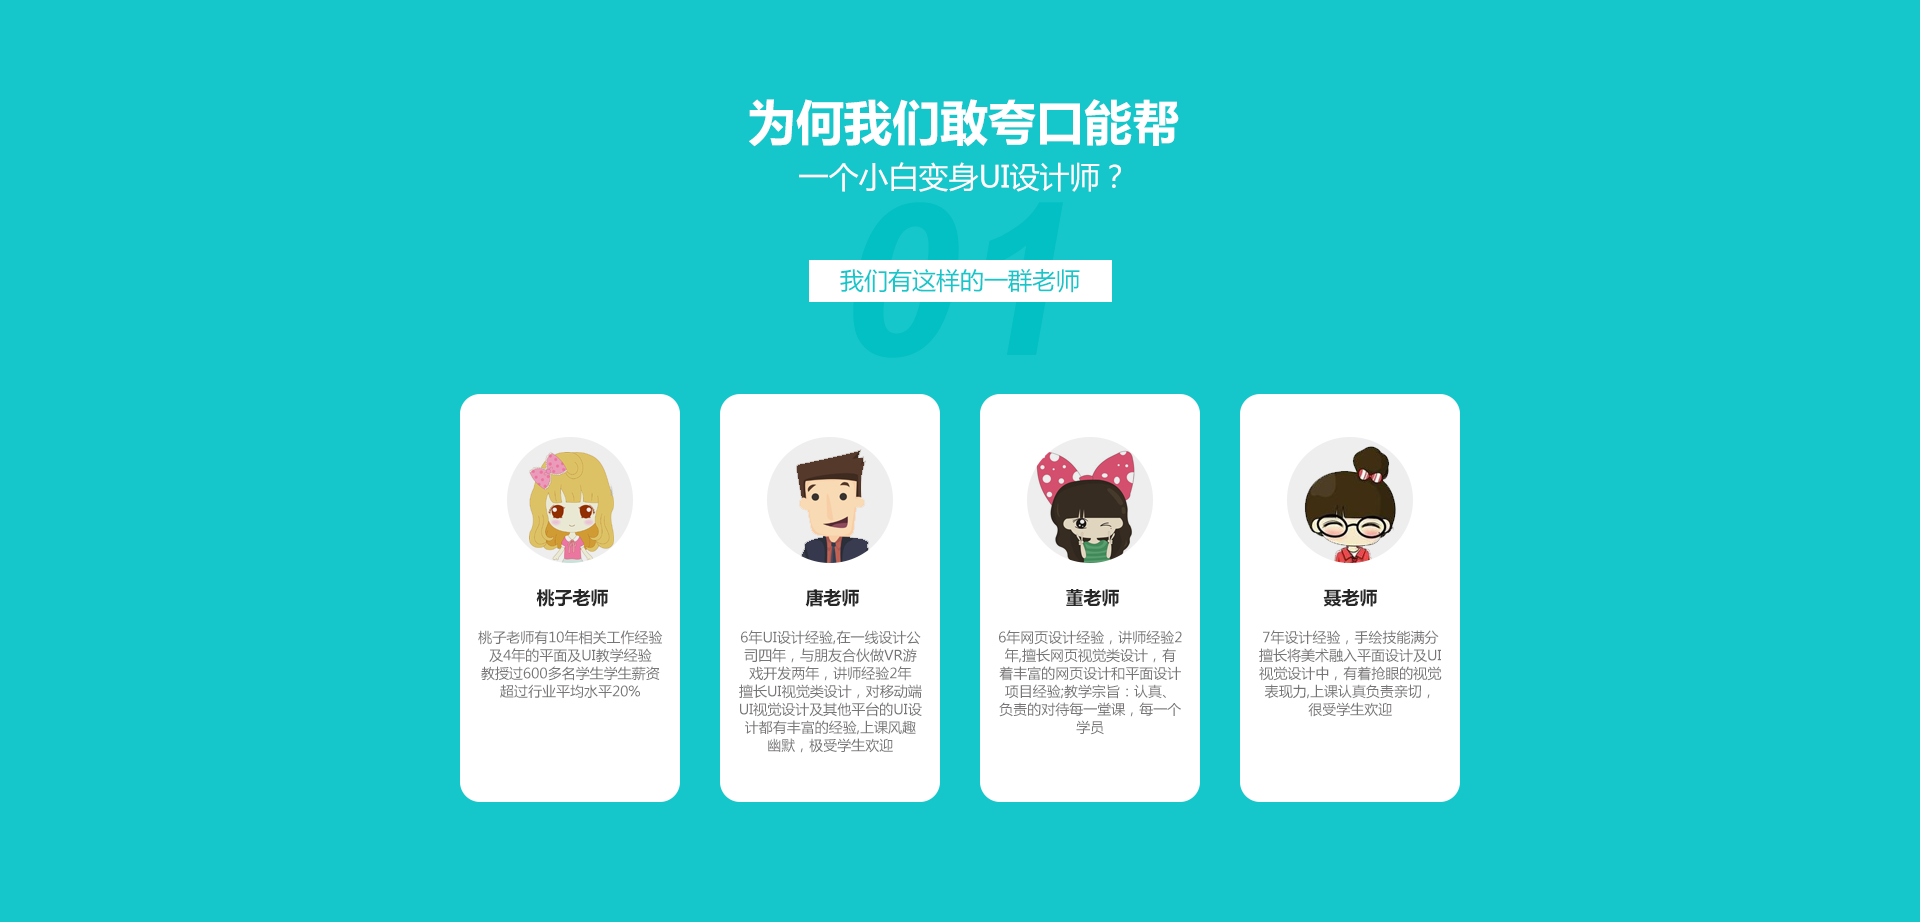 为何我们敢夸口能帮
一个小白变身UI设计师？
01
我们有这样的一群老师
桃子老师
桃子老师有10年相关工作经验
及4年的平面及UI教学经验
教授过600多名学生学生薪资
超过行业平均水平20%
唐老师
6年UI设计经验,在一线设计公
司四年，与朋友合伙做VR游
戏开发两年，讲师经验2年
擅长UI视觉类设计，对移动端
UI视觉设计及其他平台的UI设
计都有丰富的经验,上课风趣
幽默，极受学生欢迎
董老师
6年网页设计经验，讲师经验2
年,擅长网页视觉类设计，有
着丰富的网页设计和平面设计
项目经验;教学宗旨：认真、
负责的对待每一堂课，每一个
学员
聂老师
7年设计经验，手绘技能满分
擅长将美术融入平面设计及UI
视觉设计中，有着抢眼的视觉
表现力,上课认真负责亲切，
很受学生欢迎